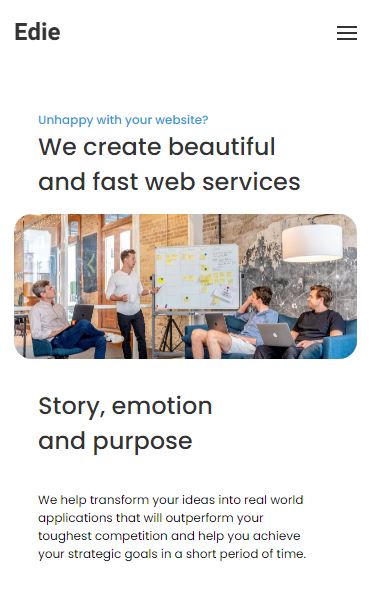 Edie
Unhappy with your website?
We create beautiful
and fast web services
Story, emotion
and purpose
We help transform your ideas into real world
applications that will outperform your
toughest competition and help you achieve
your strategic goals in a short period of time.